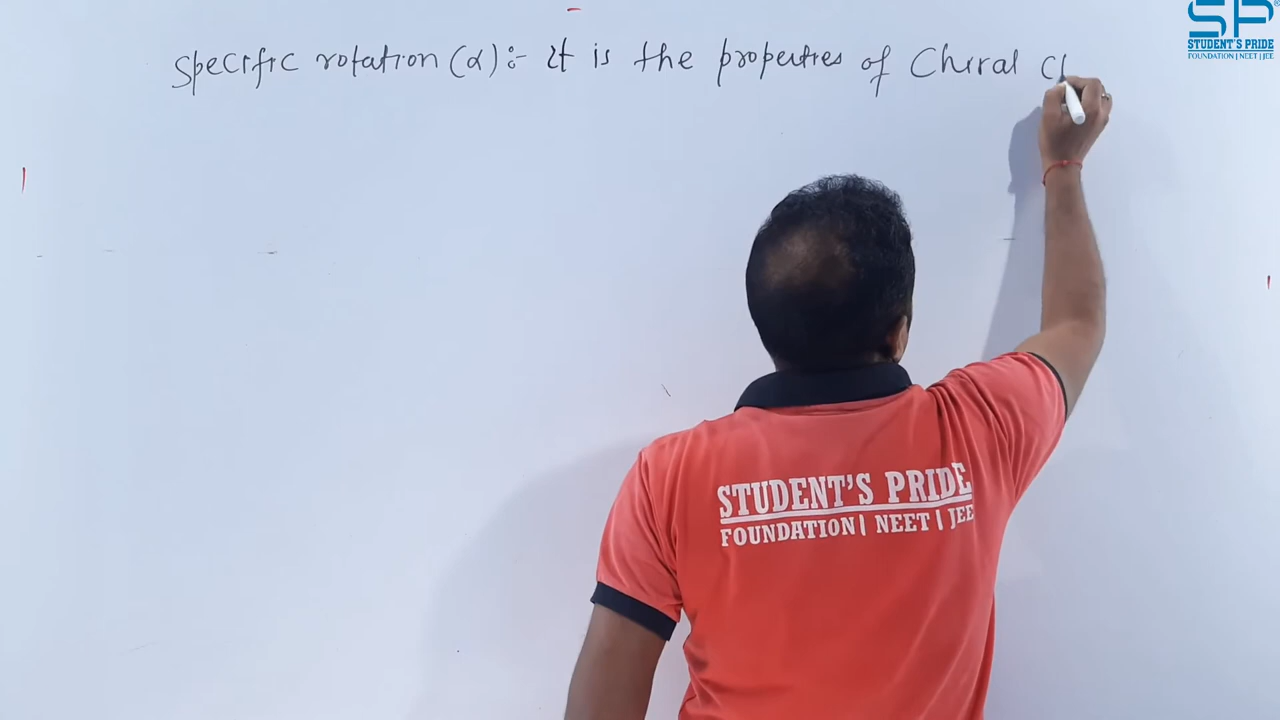 Specific rotation (α):- It is the properties of Chiral
SP
STUDENT'S PRIDE
FOUNDATION | NEET | JEE
STUDENT'S PRIDE
FOUNDATION | NEET | JEE